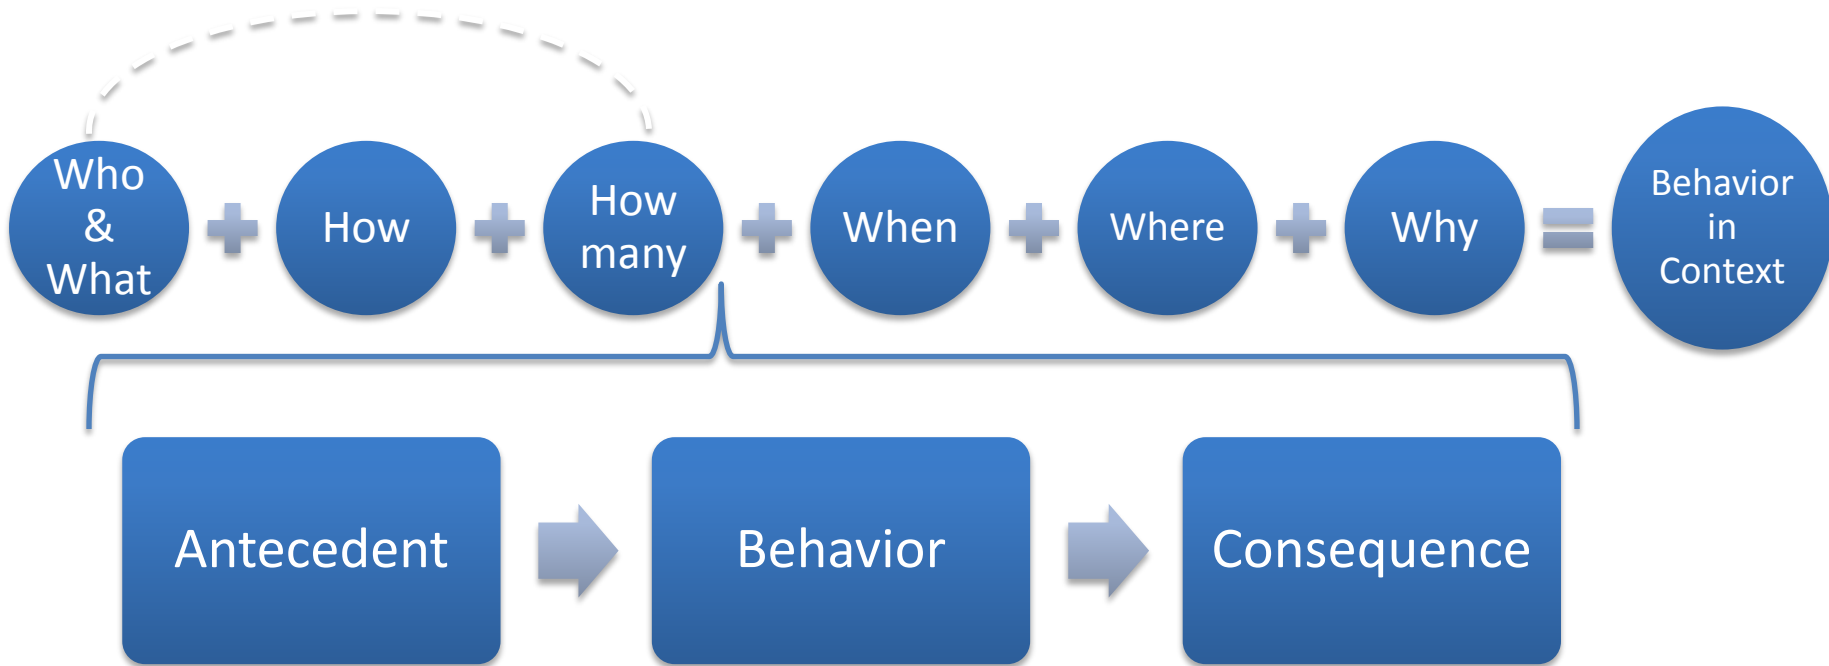 Who
&
What
How
How
many
When
Where
Why
Behavior
in
Context
Antecedent
Behavior
Consequence